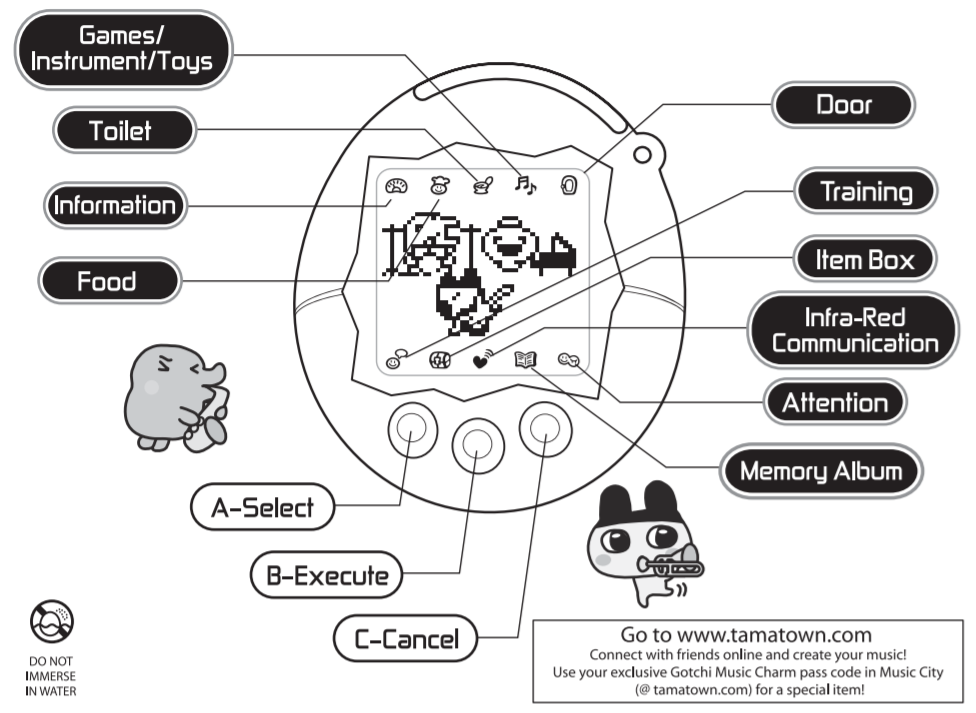 Games/
Instrument/Toys
Toilet
Information
Food
Door
Training
Item Box
Infra-Red
Communication
Attention
Memory Album
A-Select
B-Execute
C-Cancel
DO NOT
IMMERSE
IN WATER
Go to www.tamatown.com
Connect with friends online and create your music!
Use your exclusive Gotchi Music Charm pass code in Music City
(@ tamatown.com) for a special item!